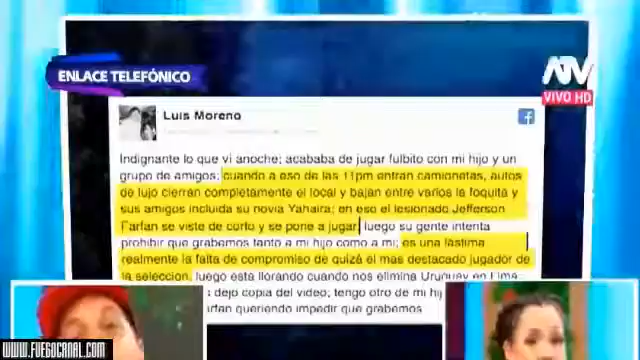 ENLACE TELEFÓNICO
ATV
VIVO HD
Luis Moreno
Indignante lo que vi anoche; acababa de jugar fulbito con mi hijo y un
grupo de amigos; cuando a eso de las 11pm entran camionetas, autos
de lujo cierran completamente el local y bajan entre varios la foquita y
sus amigos incluida su novia Yahaira; en eso el lesionado Jefferson
Farfan se viste de corto y se pone a jugar luego su gente intenta
prohibir que grabemos tanto a mi hijo como a mi; es una lastima
realmente la falta de compromiso de quizá el mas destacado jugador de
la seleccion, luego esta llorando cuando nos elimina Uruguay en Lima
dejo copia del video; tengo otro de mi hij
rfan queriendo impedir que grabemos
WWW.FUEGOCRNAL.COM